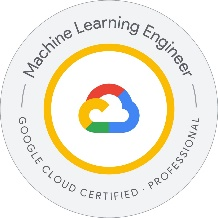 Machine Learning Engineer
GOOGLE CLOUD CERTIFIED · PROFESSIONAL